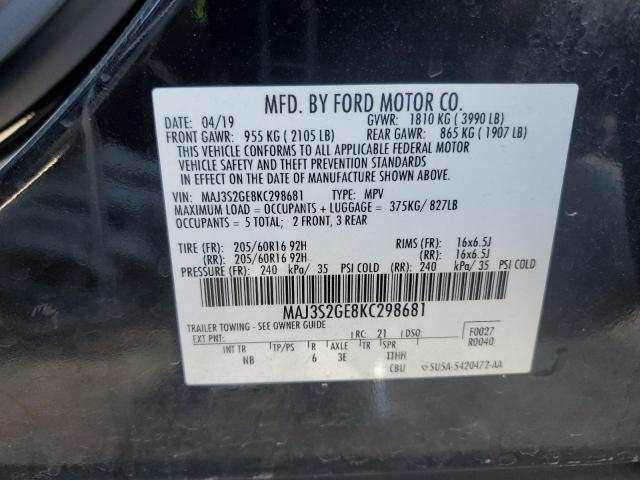 MFD. BY FORD MOTOR CO.
DATE: 04/19 GVWR: 1810 KG ( 3990 LB)
FRONT GAWR: 955 KG ( 2105 LB) REAR GAWR: 865 KG ( 1907 LB)
THIS VEHICLE CONFORMS TO ALL APPLICABLE FEDERAL MOTOR
VEHICLE SAFETY AND THEFT PREVENTION STANDARDS
IN EFFECT ON THE DATE OF MANUFACTURE SHOWN ABOVE.
VIN: MAJ3S2GE8KC298681 TYPE: MPV
MAXIMUM LOAD = OCCUPANTS + LUGGAGE = 375KG/ 827LB
OCCUPANTS = 5 TOTAL; 2 FRONT, 3 REAR
TIRE (FR): 205/60R16 92H RIMS (FR): 16x6.5J
(RR): 205/60R16 92H (RR): 16x6.5J
PRESSURE (FR): 240 kPa/ 35 PSI COLD (RR): 240 kPa/ 35 PSI COLD
MAJ3S2GE8KC298681
TRAILER TOWING - SEE OWNER GUIDE
EXT PNT: RC: 21 DSO: F0027
INT TR TP/PS R AXLE TR SPR R0040
NB 6 3E IIHH
CBU 5U5A-5420472-AA